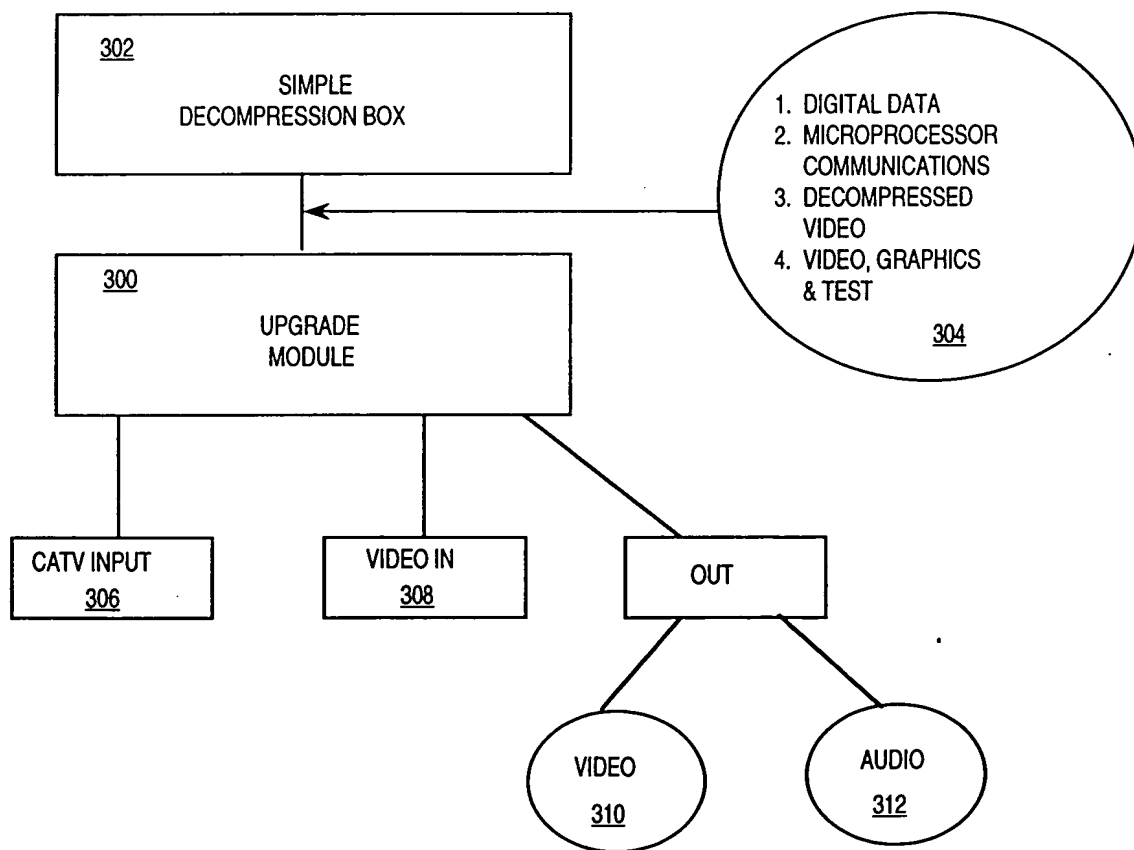 302
SIMPLE
DECOMPRESSION BOX
1. DIGITAL DATA
2. MICROPROCESSOR
COMMUNICATIONS
3. DECOMPRESSED
VIDEO
4. VIDEO, GRAPHICS
& TEST
304
300
UPGRADE
MODULE
CATV INPUT
306
VIDEO IN
308
OUT
VIDEO
310
AUDIO
312